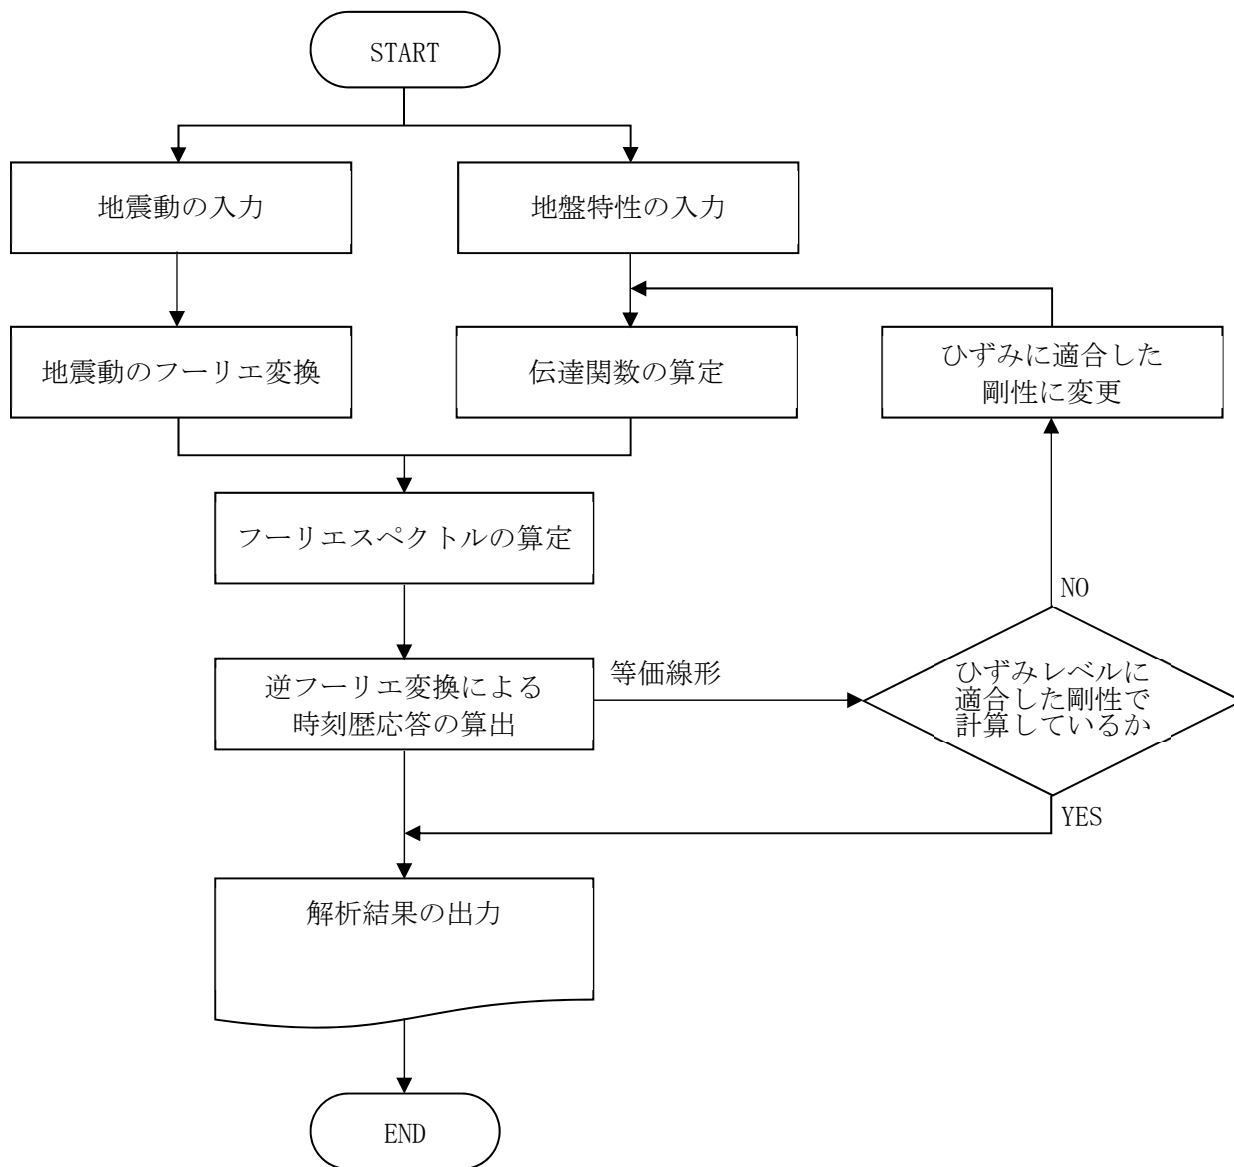 START
地震動の入力
地盤特性の入力
地震動のフーリエ変換
伝達関数の算定
ひずみに適合した
剛性に変更
フーリエスペクトルの算定
NO
逆フーリエ変換による
時刻歴応答の算出
等価線形
ひずみレベルに
適合した剛性で
計算しているか
YES
解析結果の出力
END